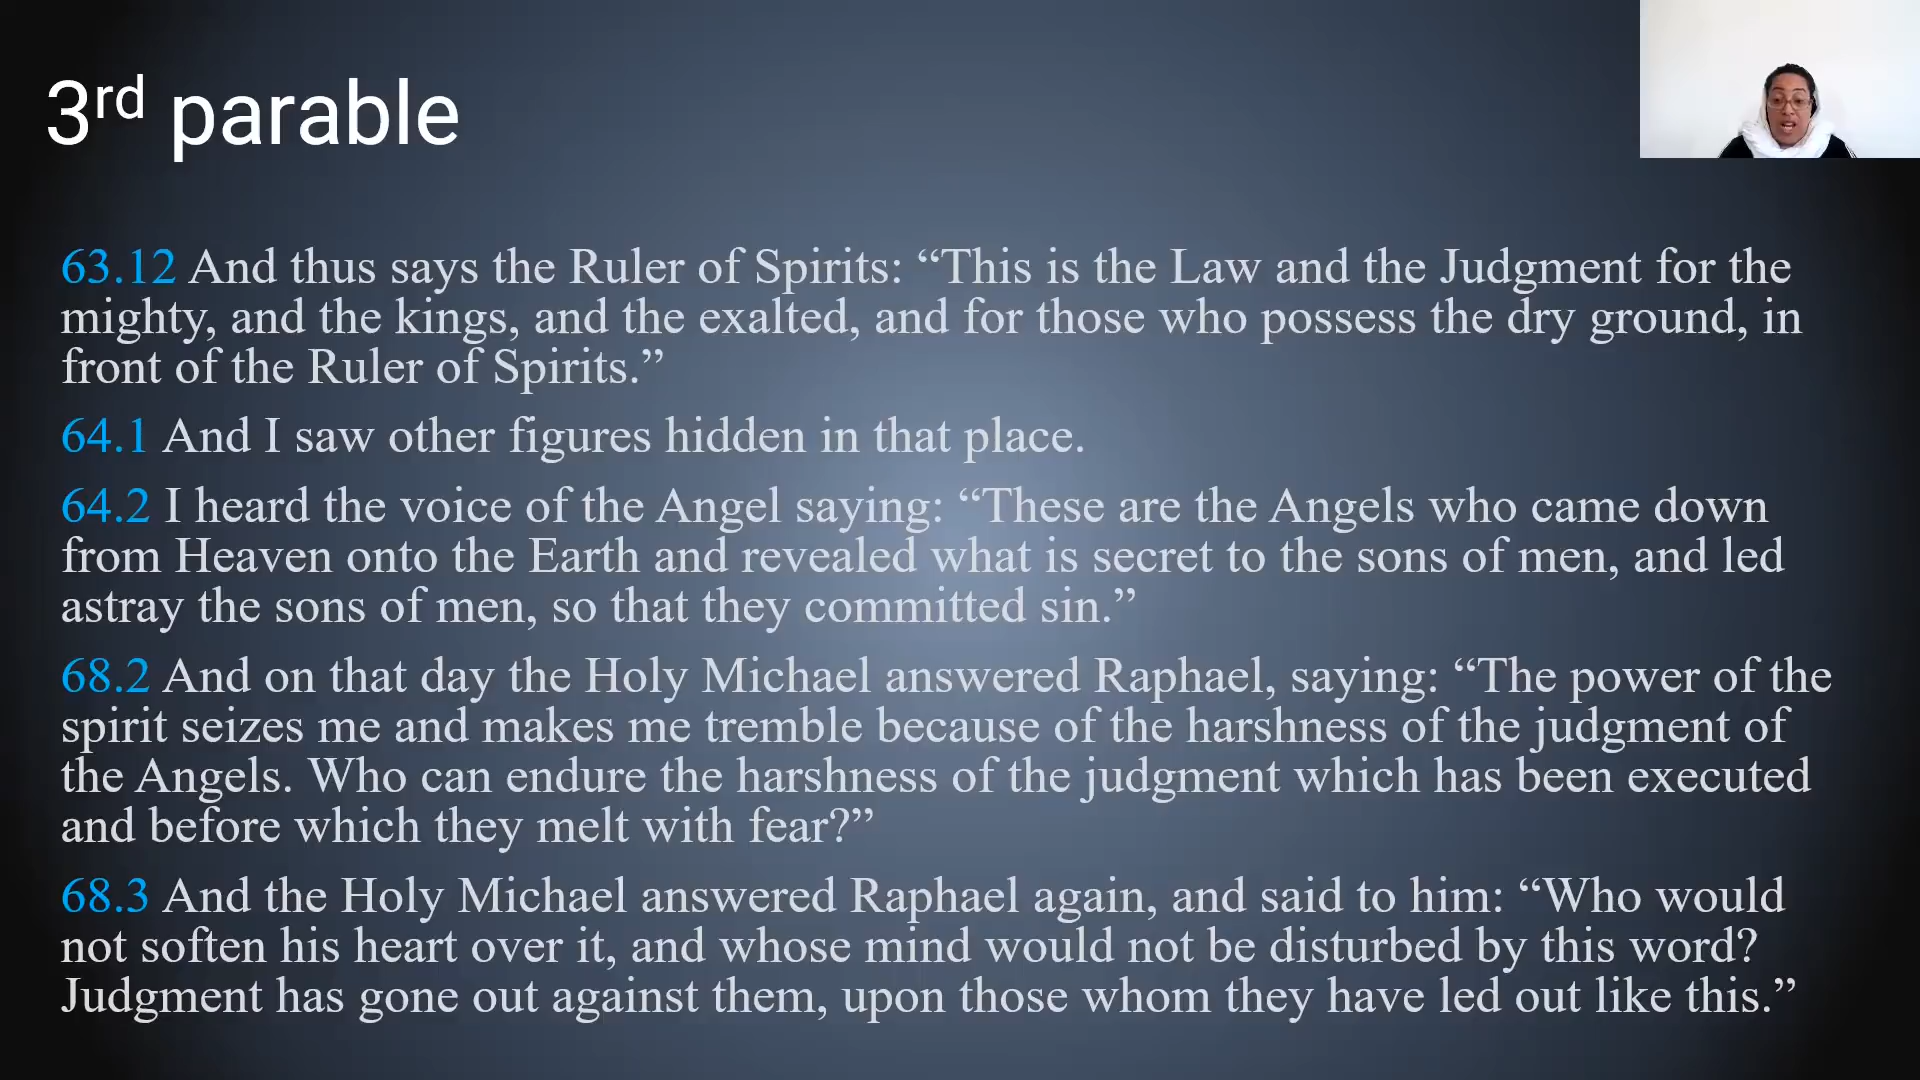 3rd parable
63.12 And thus says the Ruler of Spirits: “This is the Law and the Judgment for the
mighty, and the kings, and the exalted, and for those who possess the dry ground, in
front of the Ruler of Spirits.”
64.1 And I saw other figures hidden in that place.
64.2 I heard the voice of the Angel saying: “These are the Angels who came down
from Heaven onto the Earth and revealed what is secret to the sons of men, and led
astray the sons of men, so that they committed sin.”
68.2 And on that day the Holy Michael answered Raphael, saying: “The power of the
spirit seizes me and makes me tremble because of the harshness of the judgment of
the Angels. Who can endure the harshness of the judgment which has been executed
and before which they melt with fear?”
68.3 And the Holy Michael answered Raphael again, and said to him: “Who would
not soften his heart over it, and whose mind would not be disturbed by this word?
Judgment has gone out against them, upon those whom they have led out like this.”